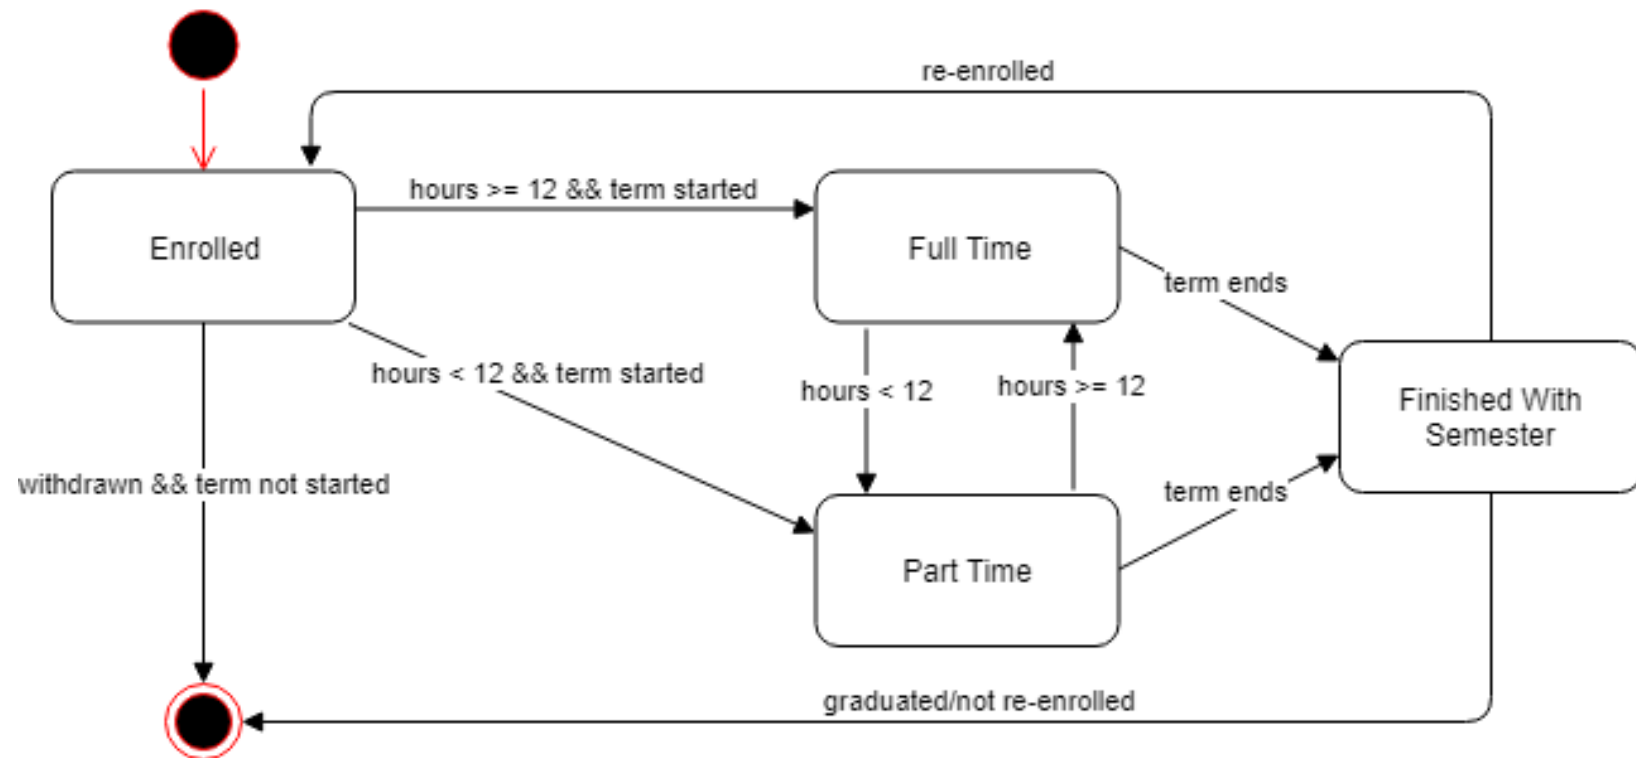 re-enrolled
hours >= 12 && term started
Enrolled
Full Time
term ends
hours < 12 && term started
hours < 12
hours >= 12
Finished With
Semester
withdrawn && term not started
term ends
Part Time
graduated/not re-enrolled